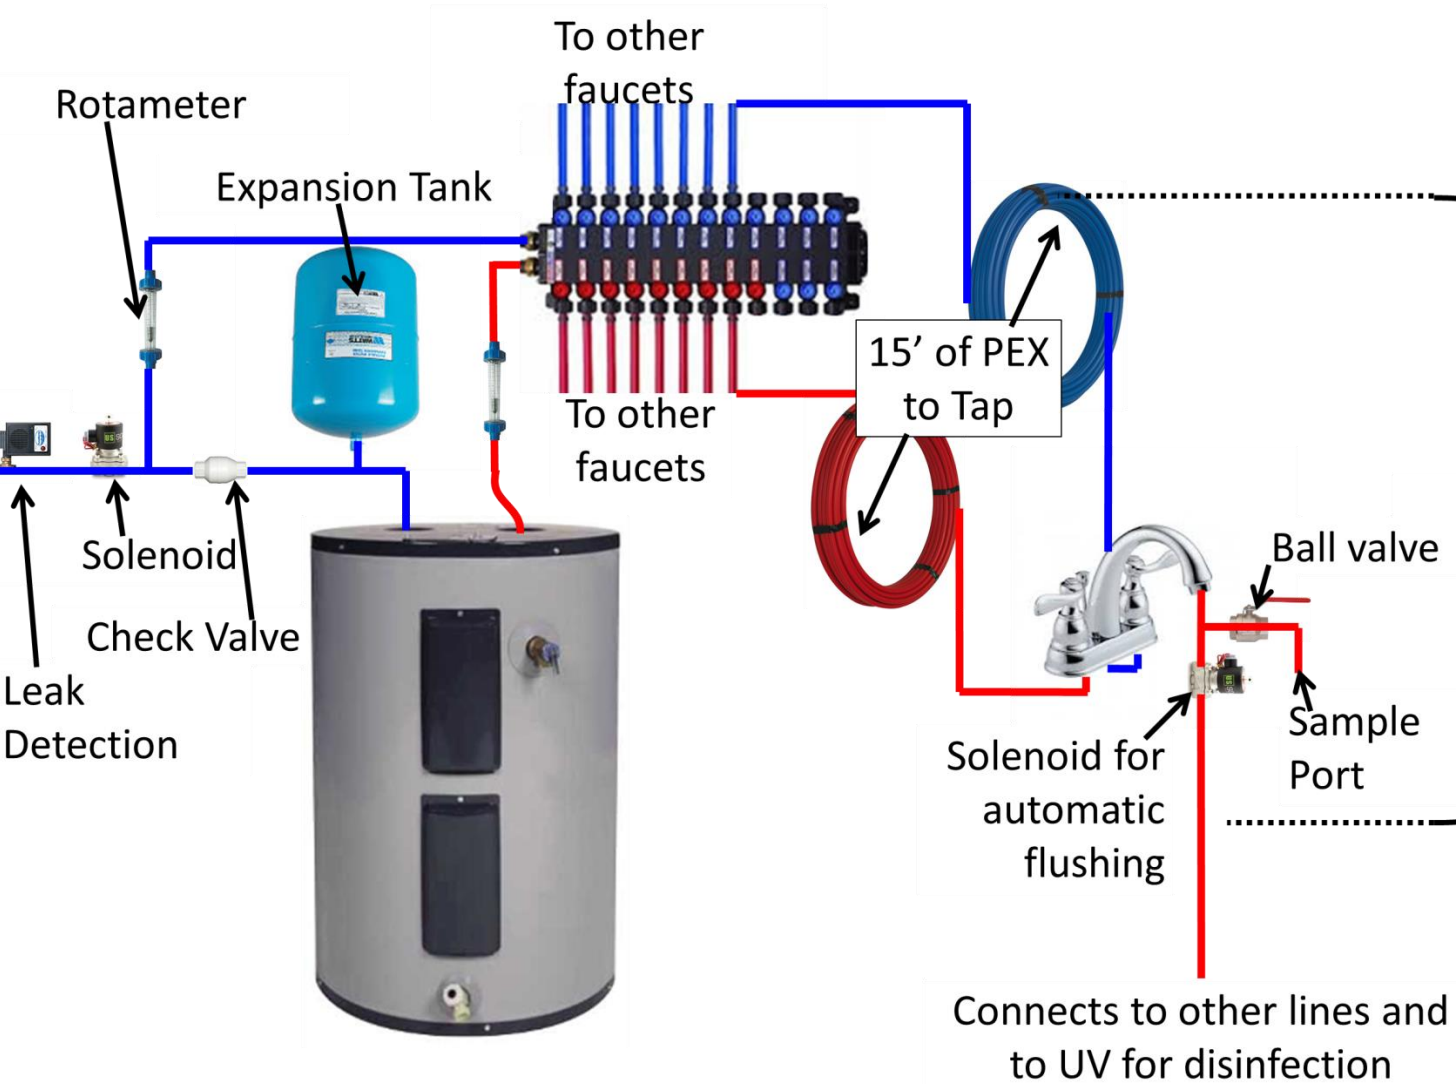 To other
faucets
Rotameter
Expansion Tank
15’ of PEX
to Tap
To other
faucets
Solenoid
Check Valve
Leak
Detection
Ball valve
Sample
Port
Solenoid for
automatic
flushing
Connects to other lines and
to UV for disinfection
WATTS